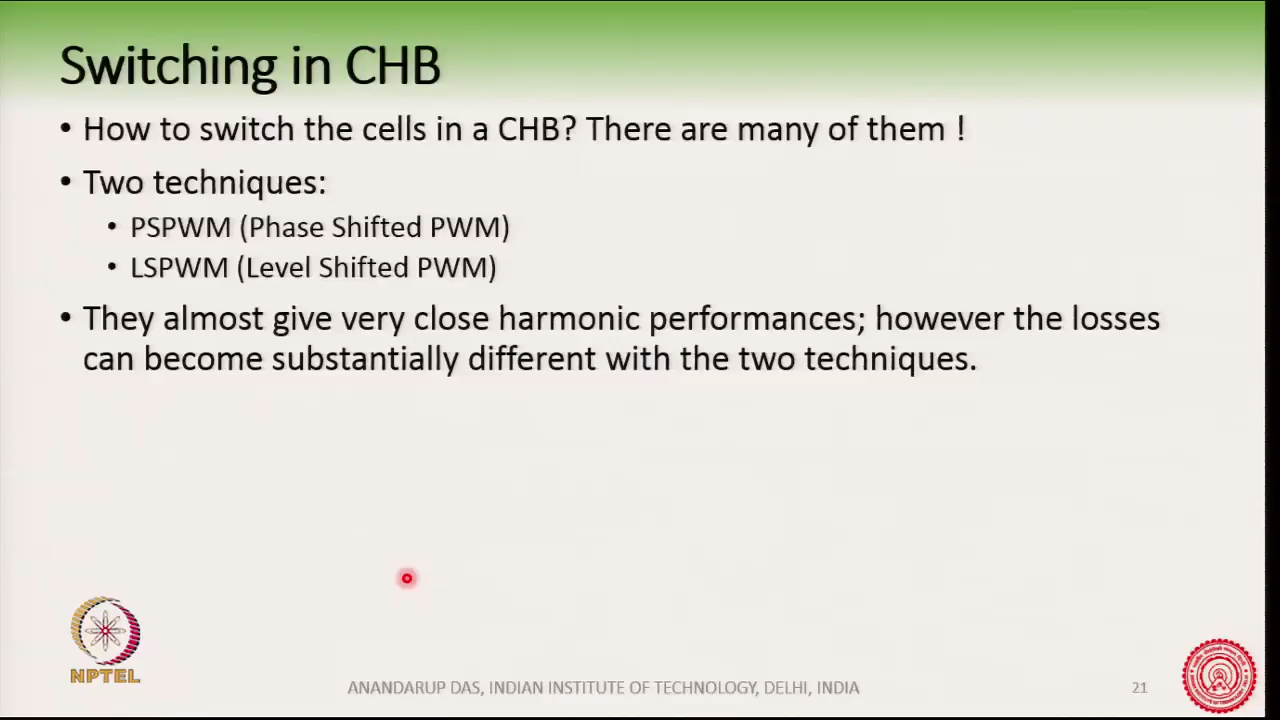 Switching in CHB
• How to switch the cells in a CHB? There are many of them !
• Two techniques:
• PSPWM (Phase Shifted PWM)
• LSPWM (Level Shifted PWM)
• They almost give very close harmonic performances; however the losses
can become substantially different with the two techniques.
NPTEL
ANANDARUP DAS, INDIAN INSTITUTE OF TECHNOLOGY, DELHI, INDIA
21